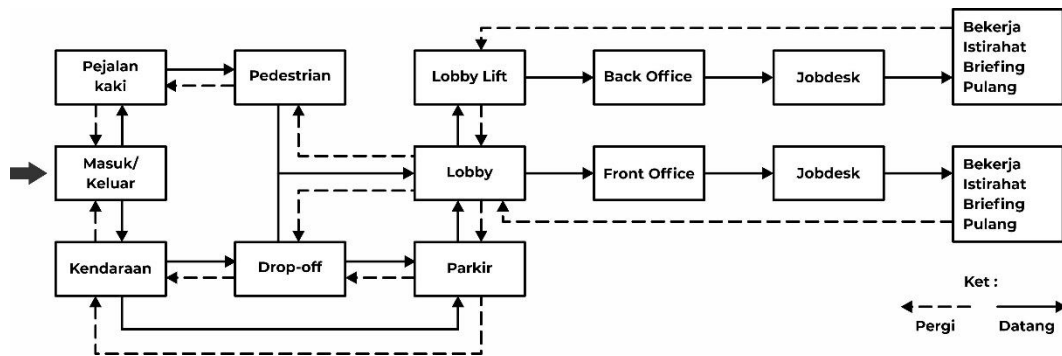 Pejalan
kaki
Pedestrian
Lobby Lift
Back Office
Jobdesk
Bekerja
Istirahat
Briefing
Pulang
Masuk/
Keluar
Lobby
Front Office
Jobdesk
Bekerja
Istirahat
Briefing
Pulang
Kendaraan
Drop-off
Parkir
Ket :
Pergi
Datang